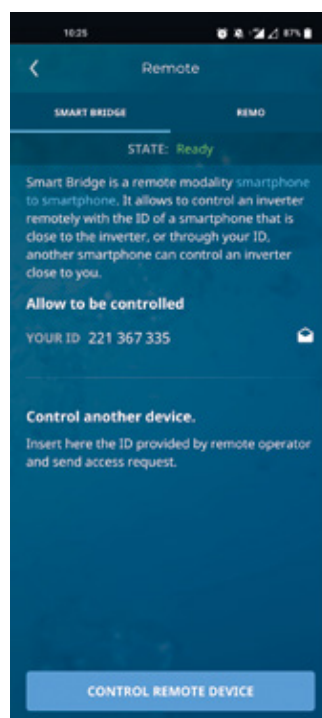 10:25
87%
Remote
SMART BRIDGE
REMO
STATE: Ready
Smart Bridge is a remote modality smartphone
to smartphone. It allows to control an inverter
remotely with the ID of a smartphone that is
close to the inverter, or through your ID,
another smartphone can control an inverter
close to you.
Allow to be controlled
YOUR ID 221 367 335
Control another device.
Insert here the ID provided by remote operator
and send access request.
CONTROL REMOTE DEVICE